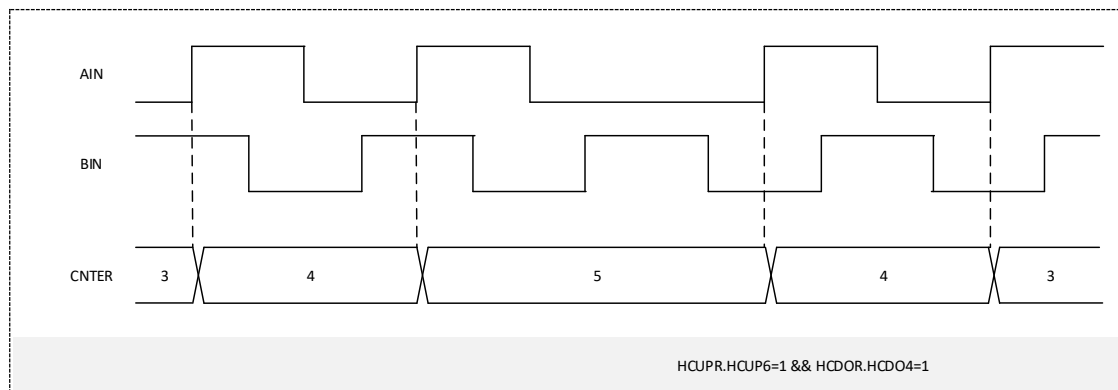 AIN
BIN
CNTER 3 4 5 4 3
HCUPR.HCUP6=1 && HCDOR.HCDO4=1